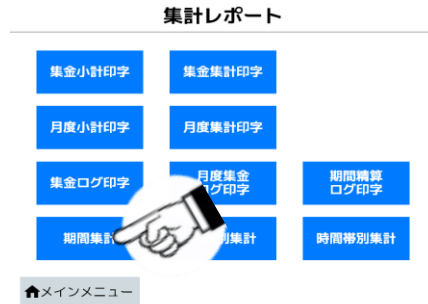 集計レポート
集金小計印字
集金集計印字
月度小計印字
月度集計印字
集金ログ印字
月度集金
グ印字
期間精算
ログ印字
期間集計
別集計
時間帯別集計
メインメニュー